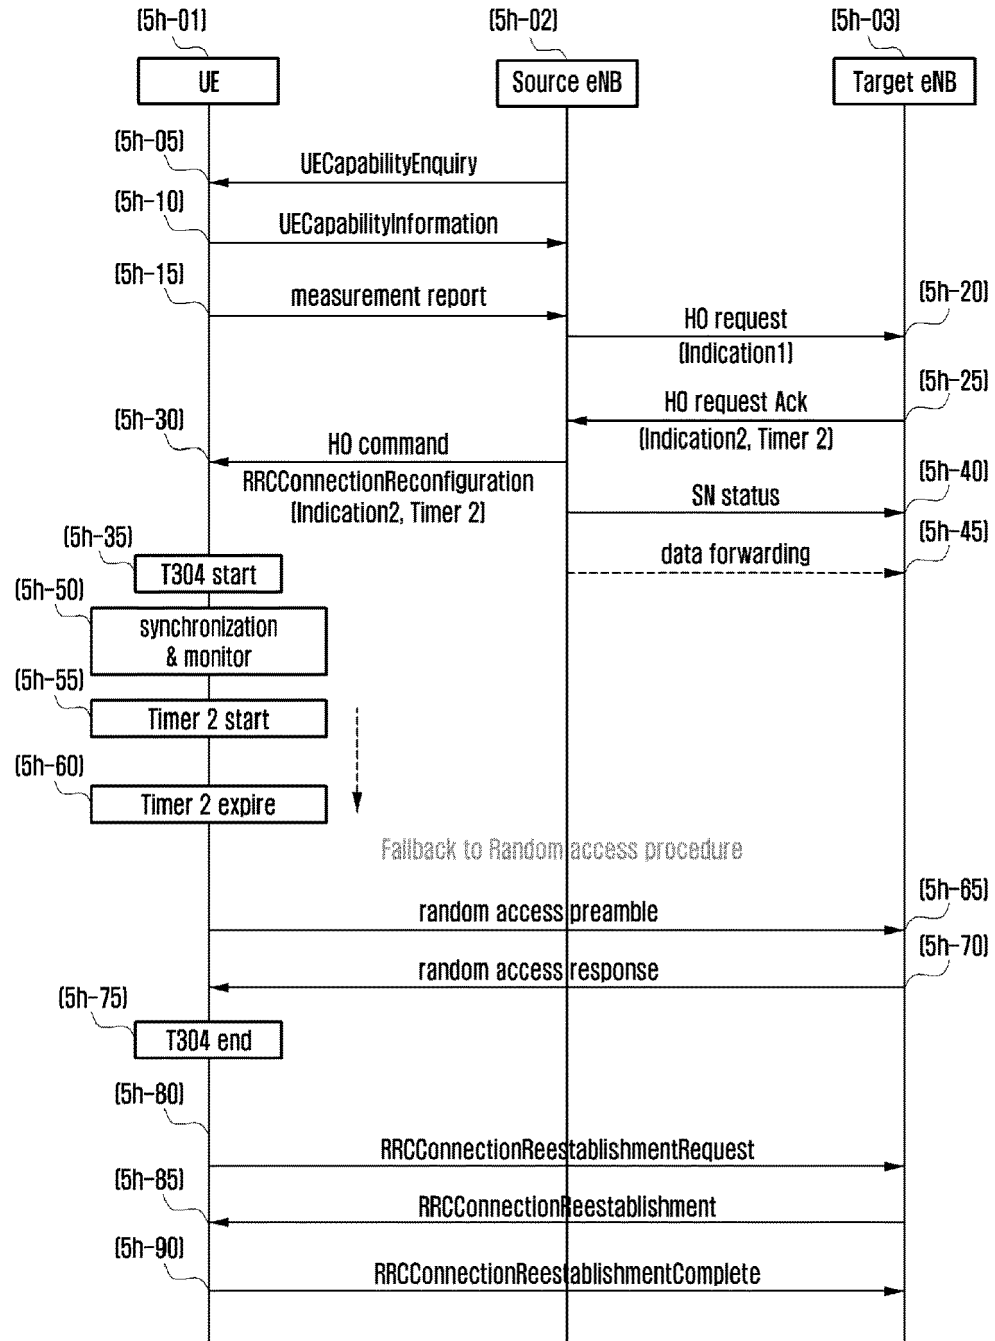 (5h-01)
(5h-02)
(5h-03)
UE
Source eNB
Target eNB
(5h-05)
UECapabilityEnquiry
(5h-10)
UECapabilityInformation
(5h-15)
measurement report
(5h-20)
HO request
(Indication1)
(5h-25)
HO request Ack
(Indication2, Timer 2)
(5h-30)
HO command
RRCConnectionReconfiguration
(Indication2, Timer 2)
(5h-40)
SN status
(5h-45)
data forwarding
(5h-35)
T304 start
(5h-50)
synchronization
& monitor
(5h-55)
Timer 2 start
(5h-60)
Timer 2 expire
Fallback to Random access procedure
(5h-65)
random access preamble
(5h-70)
random access response
(5h-75)
T304 end
(5h-80)
RRCConnectionReestablishmentRequest
(5h-85)
RRCConnectionReestablishment
(5h-90)
RRCConnectionReestablishmentComplete